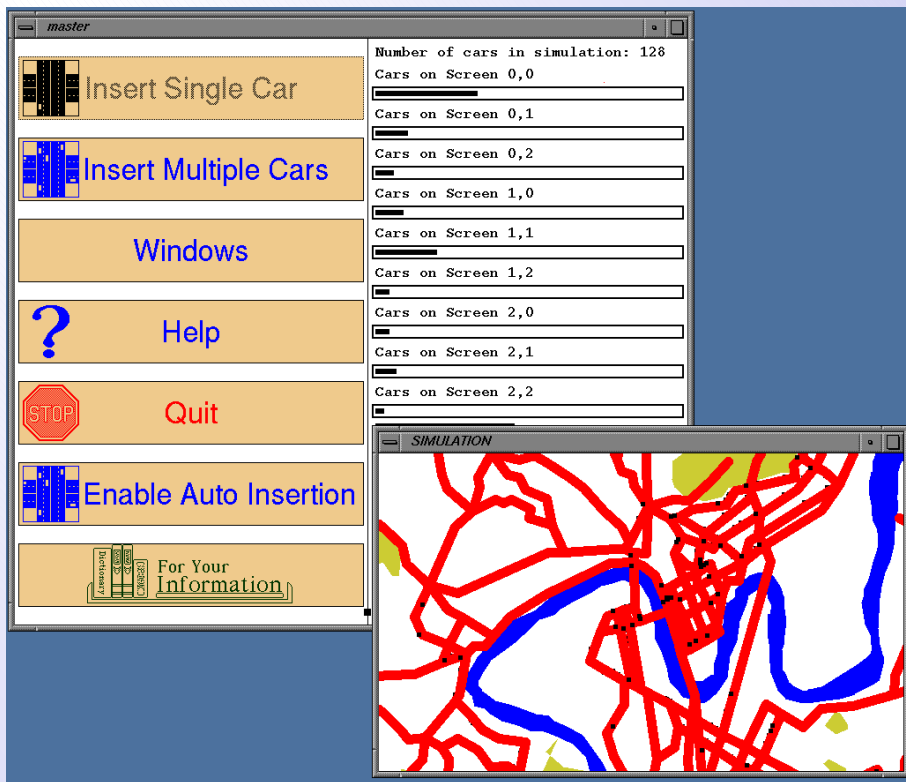 master
Insert Single Car
Insert Multiple Cars
Windows
? Help
STOP Quit
Enable Auto Insertion
Dictionary
For Your
Information
Number of cars in simulation: 128
Cars on Screen 0,0
Cars on Screen 0,1
Cars on Screen 0,2
Cars on Screen 1,0
Cars on Screen 1,1
Cars on Screen 1,2
Cars on Screen 2,0
Cars on Screen 2,1
Cars on Screen 2,2
SIMULATION